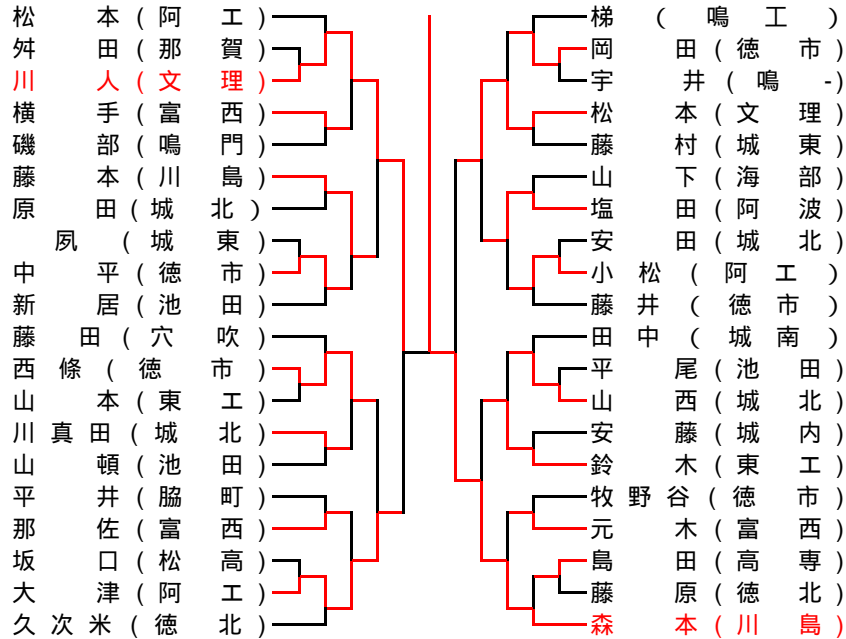 松本(阿工)
舛田(那賀)
川人(文理)
横手(富西)
磯部(鳴門)
藤本(川島)
原田(城北)
夙(城東)
中平(徳市)
新居(池田)
藤田(穴吹)
西條(徳市)
山本(東工)
川真田(城北)
山頓(池田)
平井(脇町)
那佐(富西)
坂口(松高)
大津(阿工)
久次米(徳北)
梯(鳴工)
岡田(徳市)
宇井(鳴-)
松本(文理)
藤村(城東)
山下(海部)
塩田(阿波)
安田(城北)
小松(阿工)
藤井(徳市)
田中(城南)
平尾(池田)
山西(城北)
安藤(城内)
鈴木(東工)
牧野谷(徳市)
元木(富西)
島田(高専)
藤原(徳北)
森本(川島)